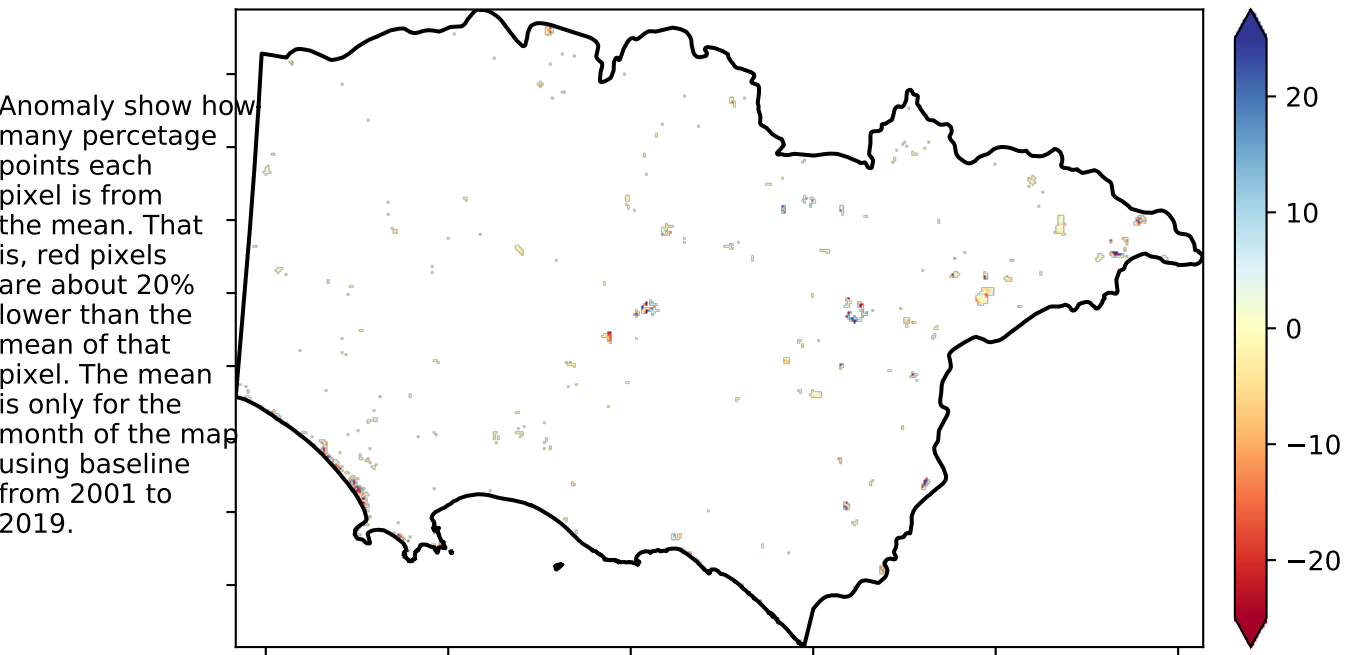 Anomaly show how
many percetage
points each
pixel is from
the mean. That
is, red pixels
are about 20%
lower than the
mean of that
pixel. The mean
is only for the
month of the map
using baseline
from 2001 to
2019.
20
10
0
−10
−20